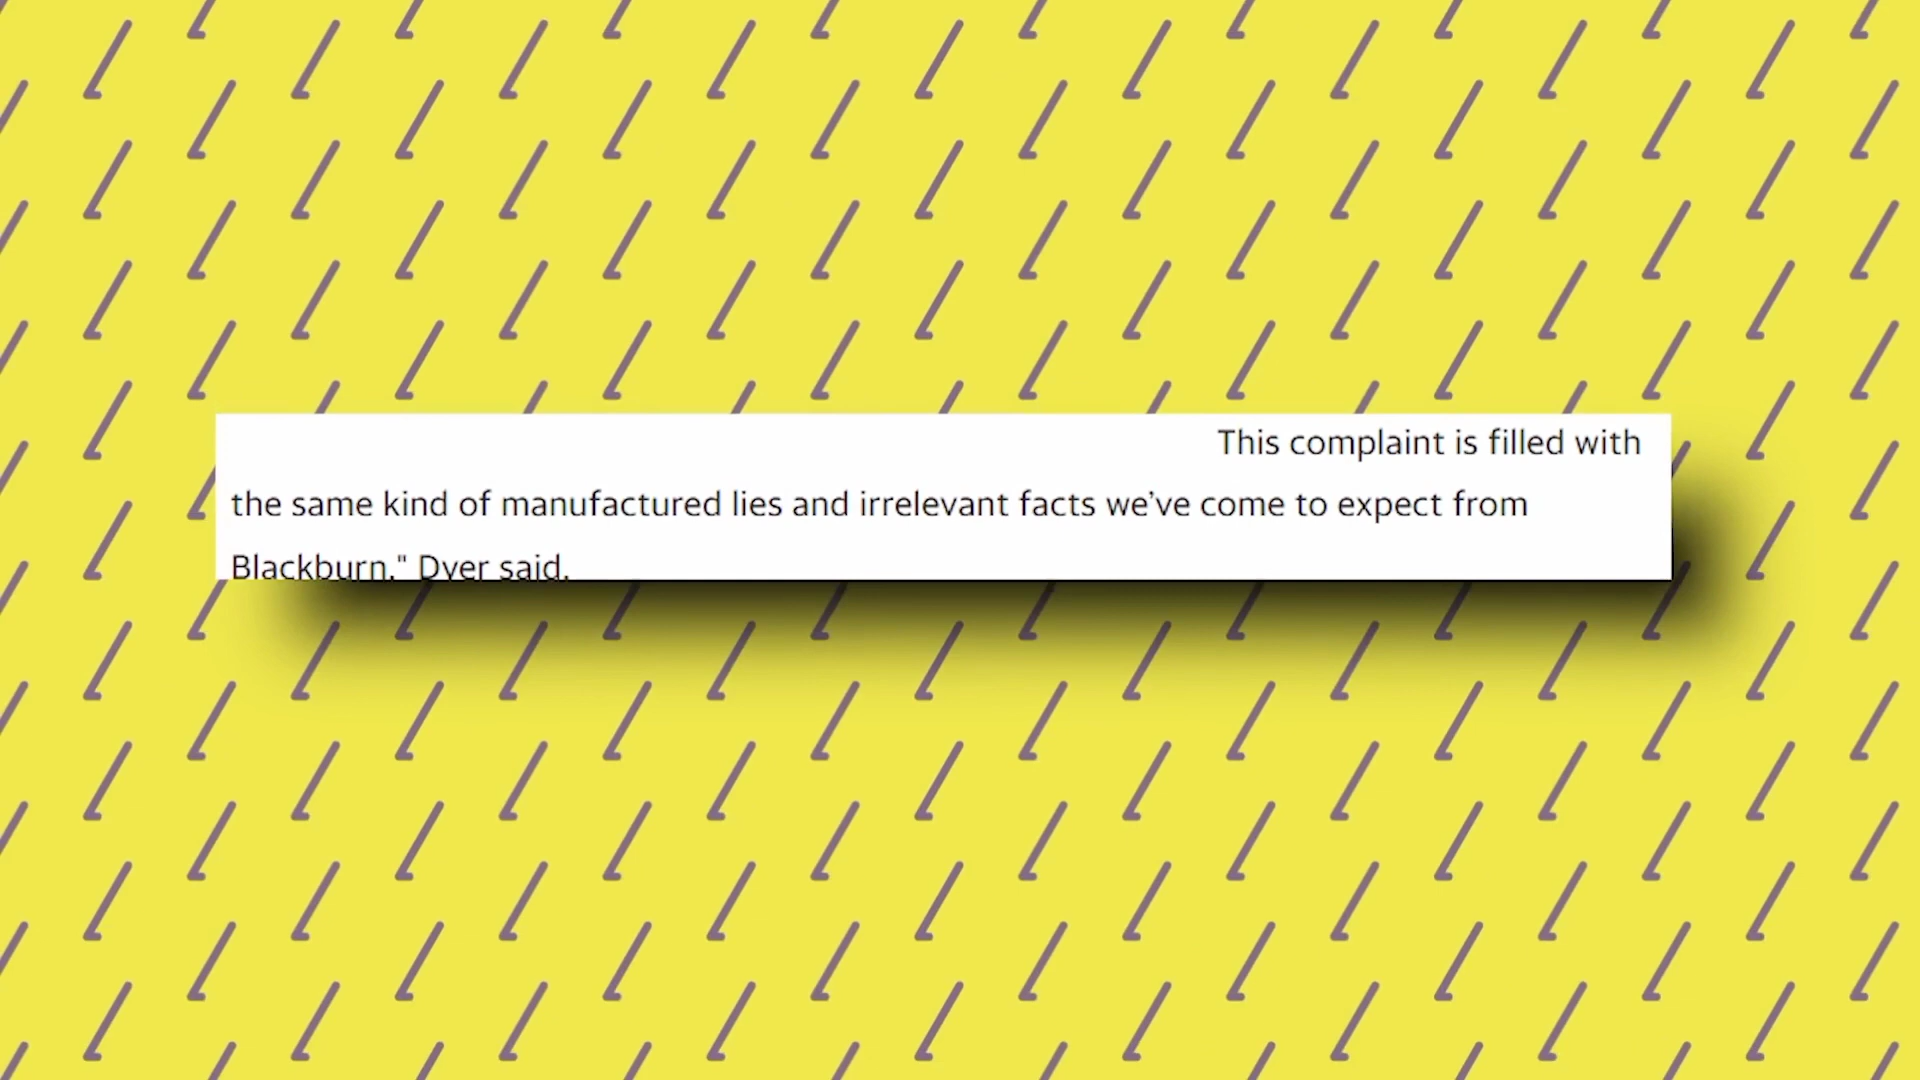 This complaint is filled with
the same kind of manufactured lies and irrelevant facts we’ve come to expect from
Blackburn," Dyer said.